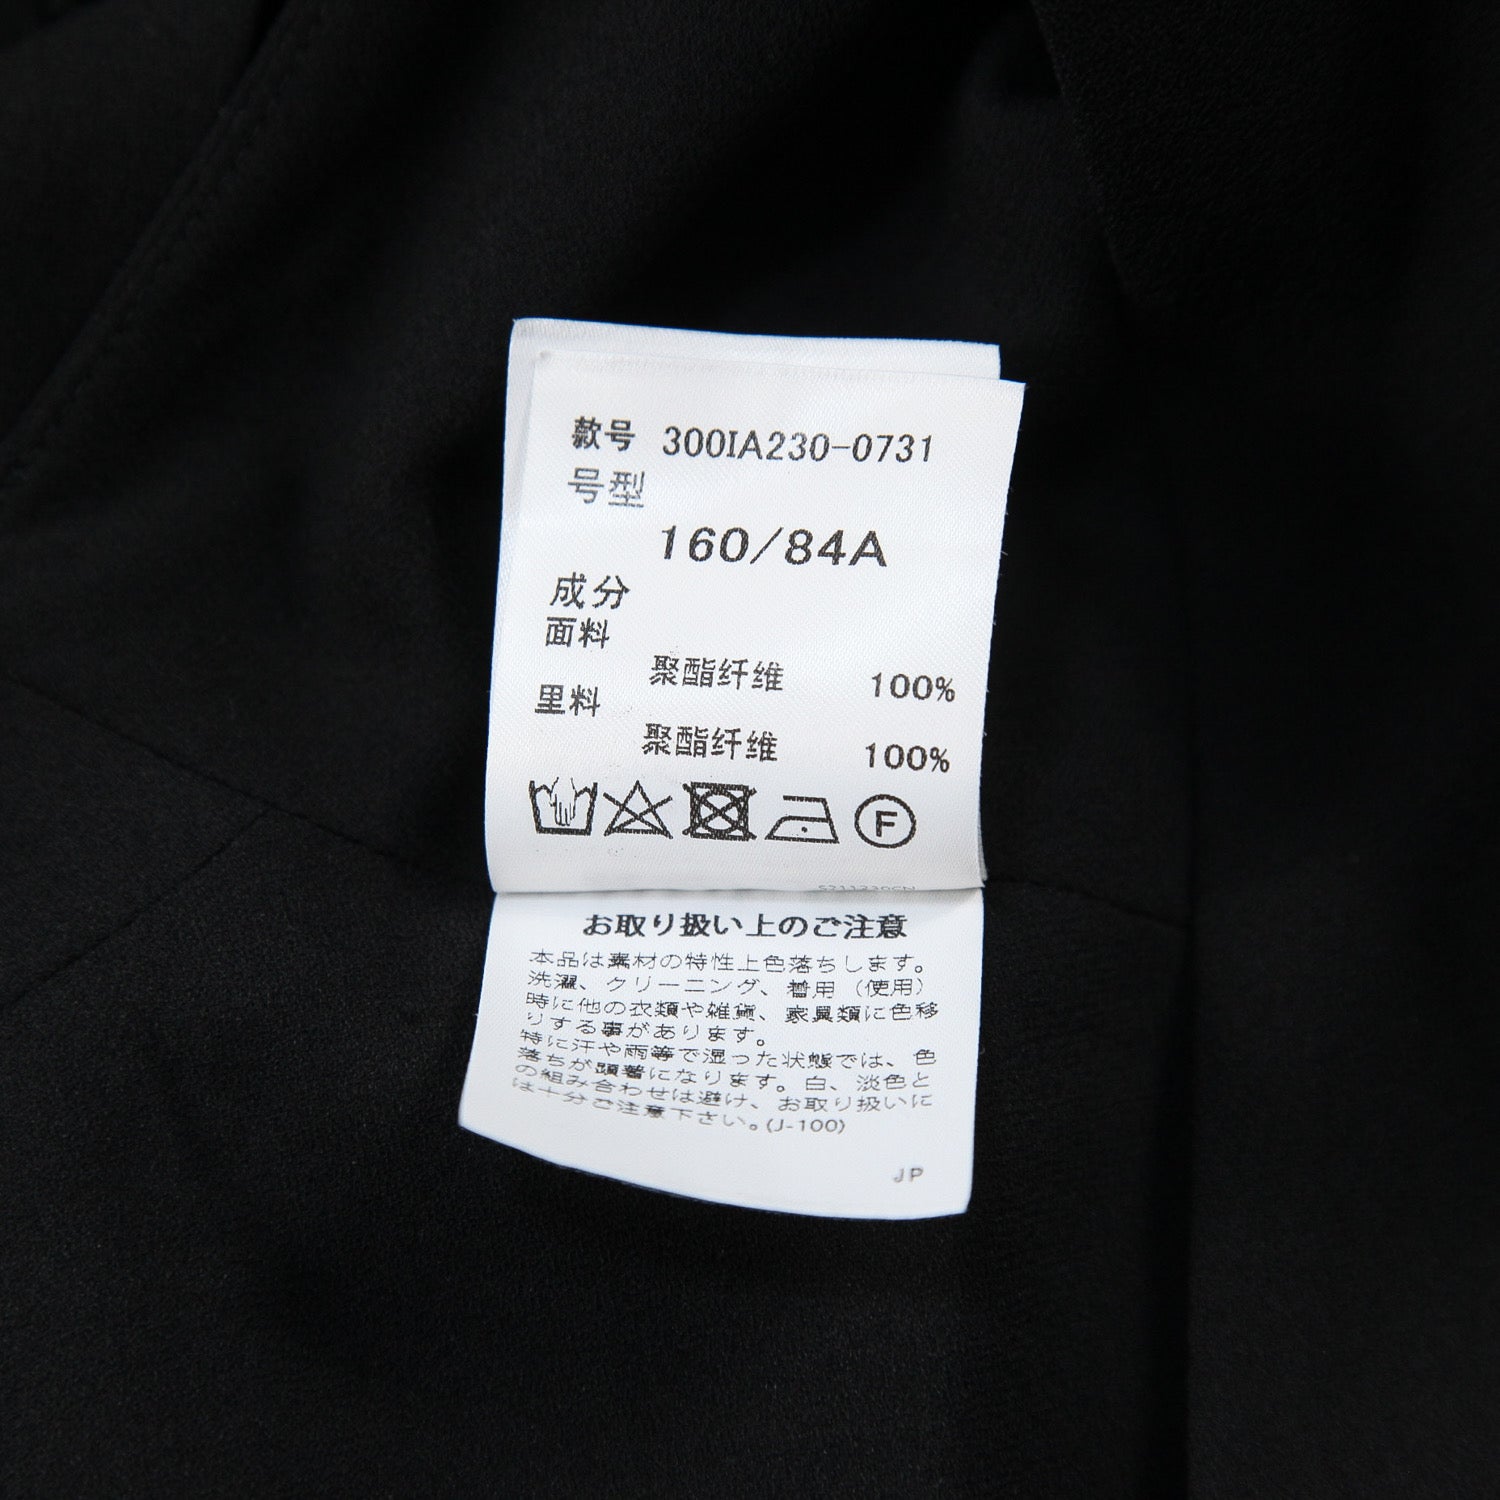 款号 300IA230-0731
号型
160/84A
成分
面料
聚酯纤维 100%
里料
聚酯纤维 100%
F
お取り扱い上のご注意
本品は素材の特性上色落ちします。
洗濯、クリーニング、着用（使用）
時に他の衣類や雑貨、家具類に色移
りする事があります。
特に汗や雨等で湿った状態では、色
落ちが顕著になります。白、淡色と
の組み合わせは避け、お取り扱いに
は十分ご注意下さい。(J-100)
JP